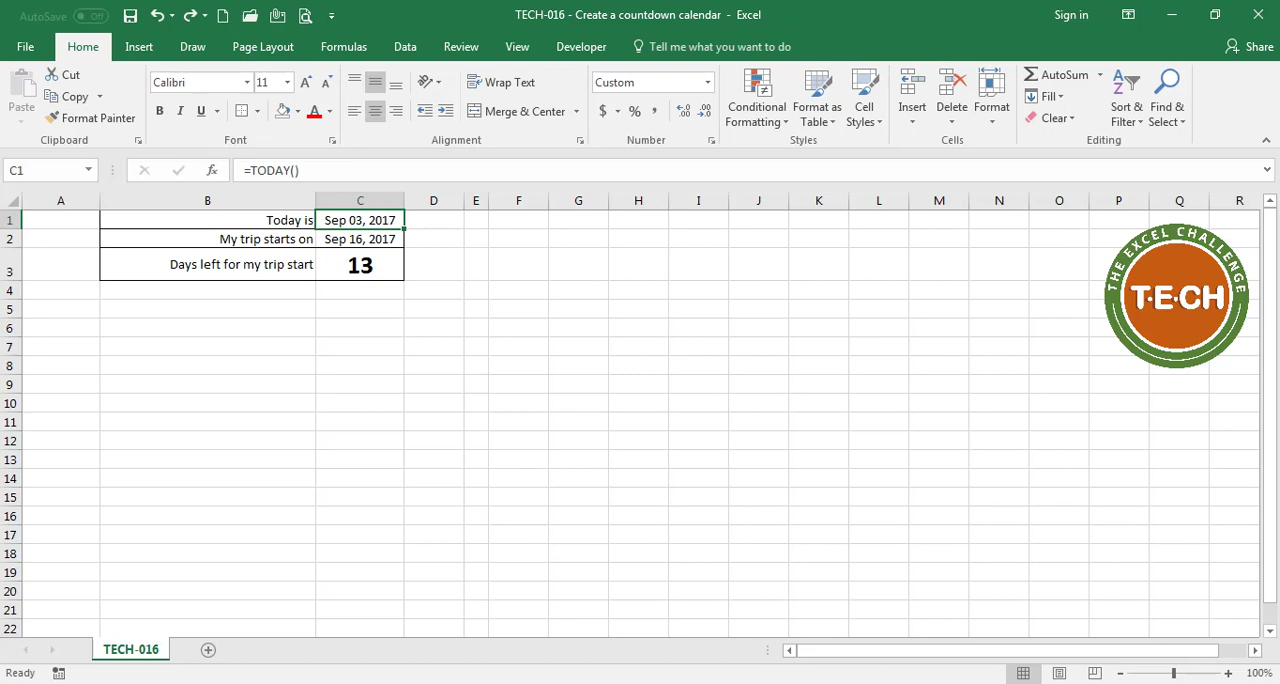 AutoSave Off TECH-016 - Create a countdown calendar - Excel Sign in
File Home Insert Draw Page Layout Formulas Data Review View Developer Tell me what you want to do Share
Paste Cut Copy Format Painter Clipboard
Calibri 11 B I U A Font
Wrap Text Merge & Center Alignment
Custom $ % , Number
Conditional Formatting Format as Table Cell Styles Styles
Insert Delete Format Cells
AutoSum Fill Clear Sort & Filter Find & Select Editing
C1 fx =TODAY()
A B C D E F G H I J K L M N O P Q R
1 Today is Sep 03, 2017
2 My trip starts on Sep 16, 2017
3 Days left for my trip start 13
4
5
6
7
8
9
10
11
12
13
14
15
16
17
18
19
20
21
22
THE EXCEL CHALLENGE
T.E.CH
TECH-016
Ready 100%